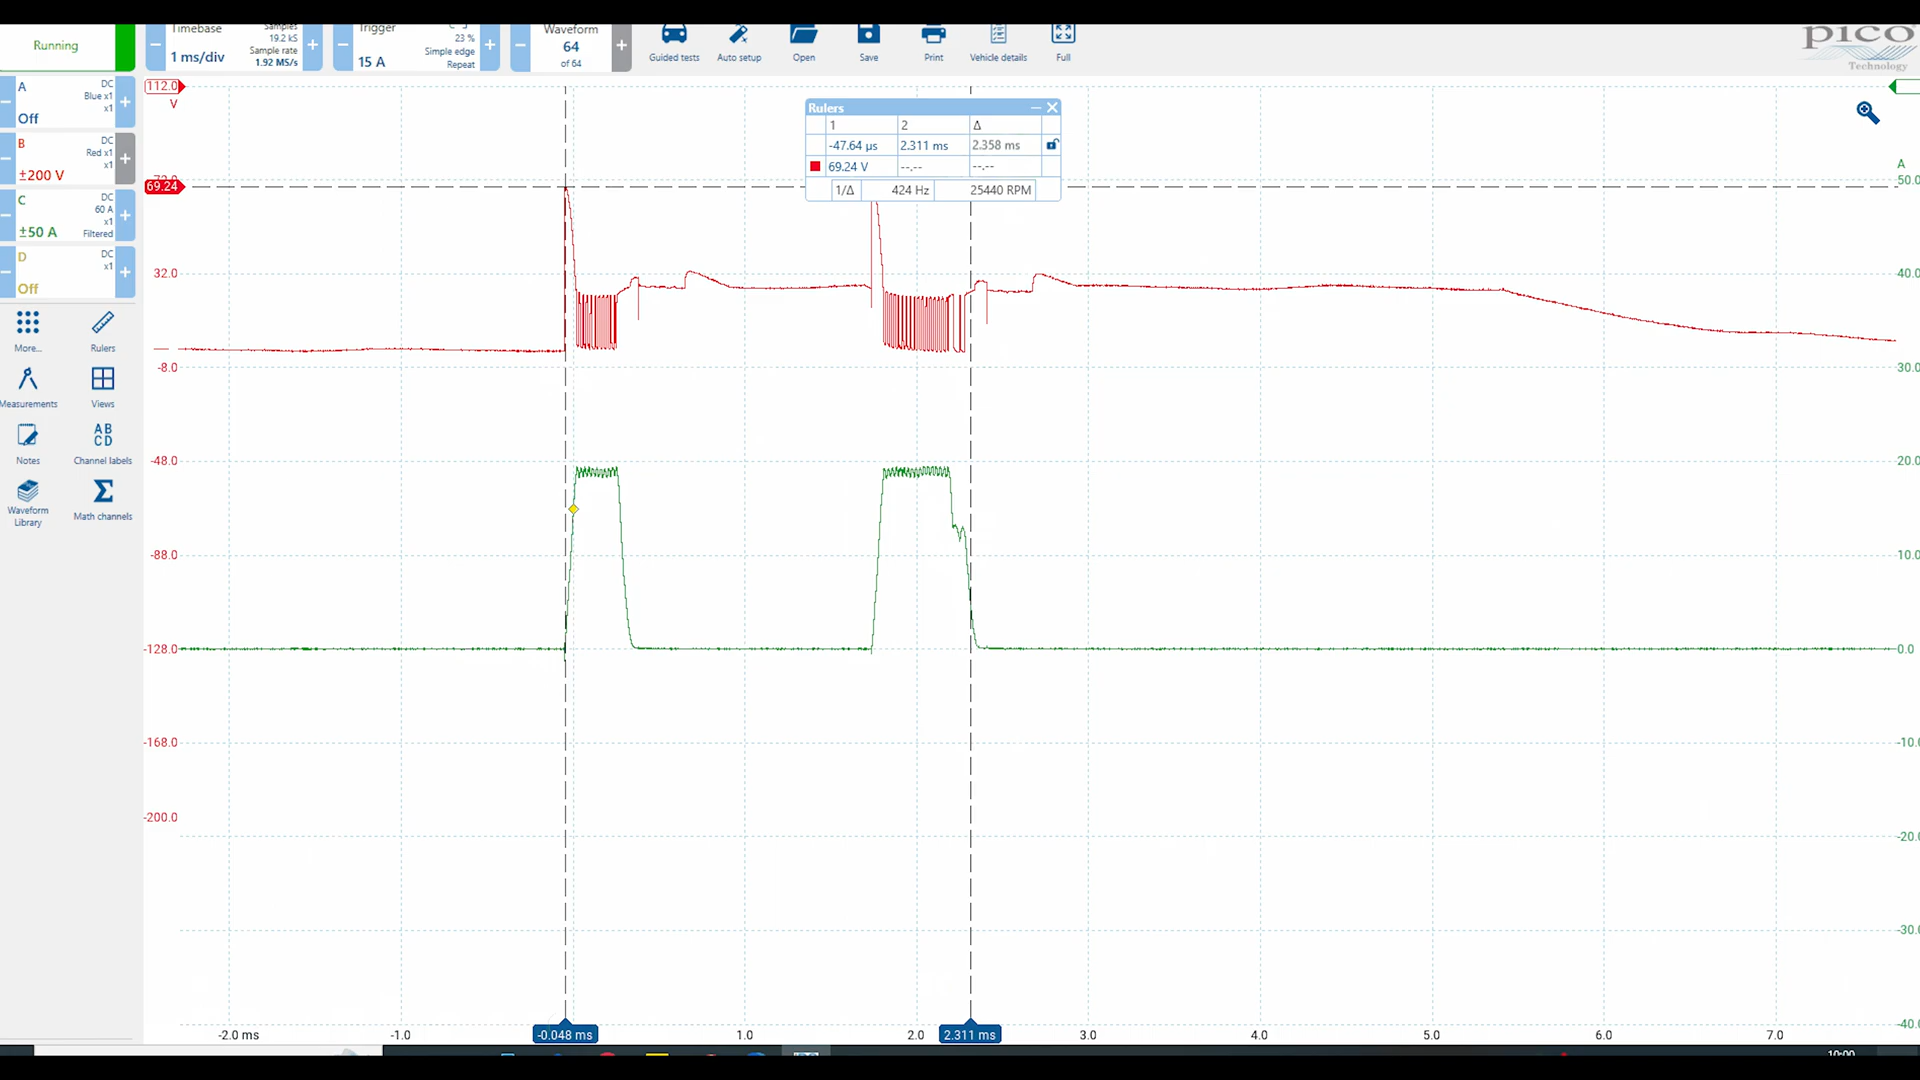 Running
Timebase
1 ms/div
Samples
19.2 kS
Sample rate
1.92 MS/s
Trigger
15 A
23 %
Simple edge
Repeat
Waveform
64
of 64
Guided tests
Auto setup
Open
Save
Print
Vehicle details
Full
pico
Technology
A
DC
Blue x1
x1
Off
B
DC
Red x1
x1
±200 V
C
DC
60 A
x1
Filtered
±50 A
D
DC
x1
Off
More...
Rulers
Measurements
Views
Notes
A B
C D
Channel labels
Waveform
Library
Σ
Math channels
112.0
V
69.24
32.0
-8.0
-48.0
-88.0
-128.0
-168.0
-200.0
Rulers
1 2 Δ
-47.64 µs 2.311 ms 2.358 ms
69.24 V --.-- --.--
1/Δ 424 Hz 25440 RPM
A
50.0
40.0
30.0
20.0
10.0
0.0
-10.0
-20.0
-30.0
-40.0
-2.0 ms -1.0 -0.048 ms 1.0 2.0 2.311 ms 3.0 4.0 5.0 6.0 7.0
10:00